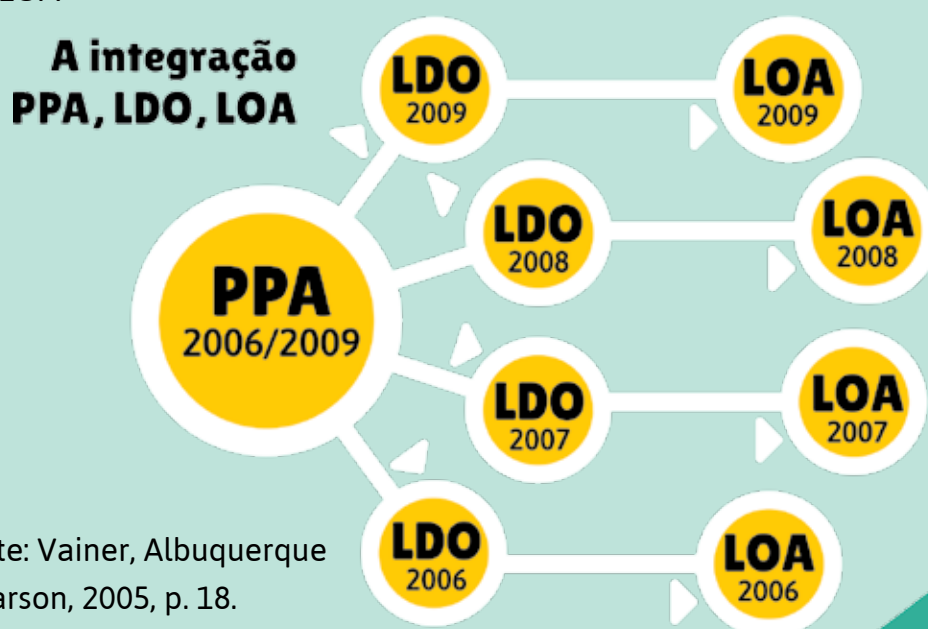 A integração
PPA, LDO, LOA
LDO
2009
LOA
2009
LDO
2008
LOA
2008
PPA
2006/2009
LDO
2007
LOA
2007
LDO
2006
LOA
2006
te: Vainer, Albuquerque
arson, 2005, p. 18.